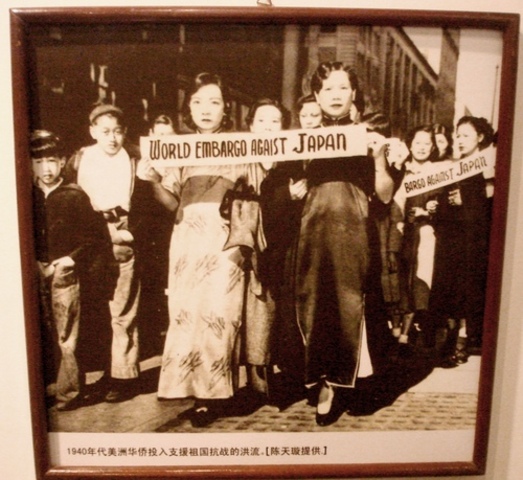 WORLD EMBARGO AGAIST JAPAN
BARGO AGAINST JAPAN
1940年代美洲华侨投入支援祖国抗战的洪流。[陈天璇提供.]